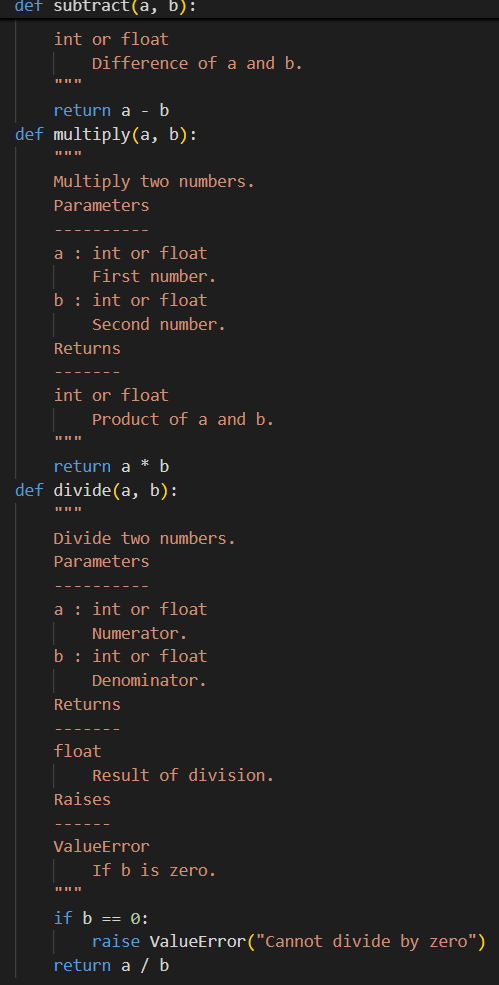 def subtract(a, b):
    int or float
        Difference of a and b.
    """
    return a - b
def multiply(a, b):
    """
    Multiply two numbers.
    Parameters
    ----------
    a : int or float
        First number.
    b : int or float
        Second number.
    Returns
    -------
    int or float
        Product of a and b.
    """
    return a * b
def divide(a, b):
    """
    Divide two numbers.
    Parameters
    ----------
    a : int or float
        Numerator.
    b : int or float
        Denominator.
    Returns
    -------
    float
        Result of division.
    Raises
    ------
    ValueError
        If b is zero.
    """
    if b == 0:
        raise ValueError("Cannot divide by zero")
    return a / b